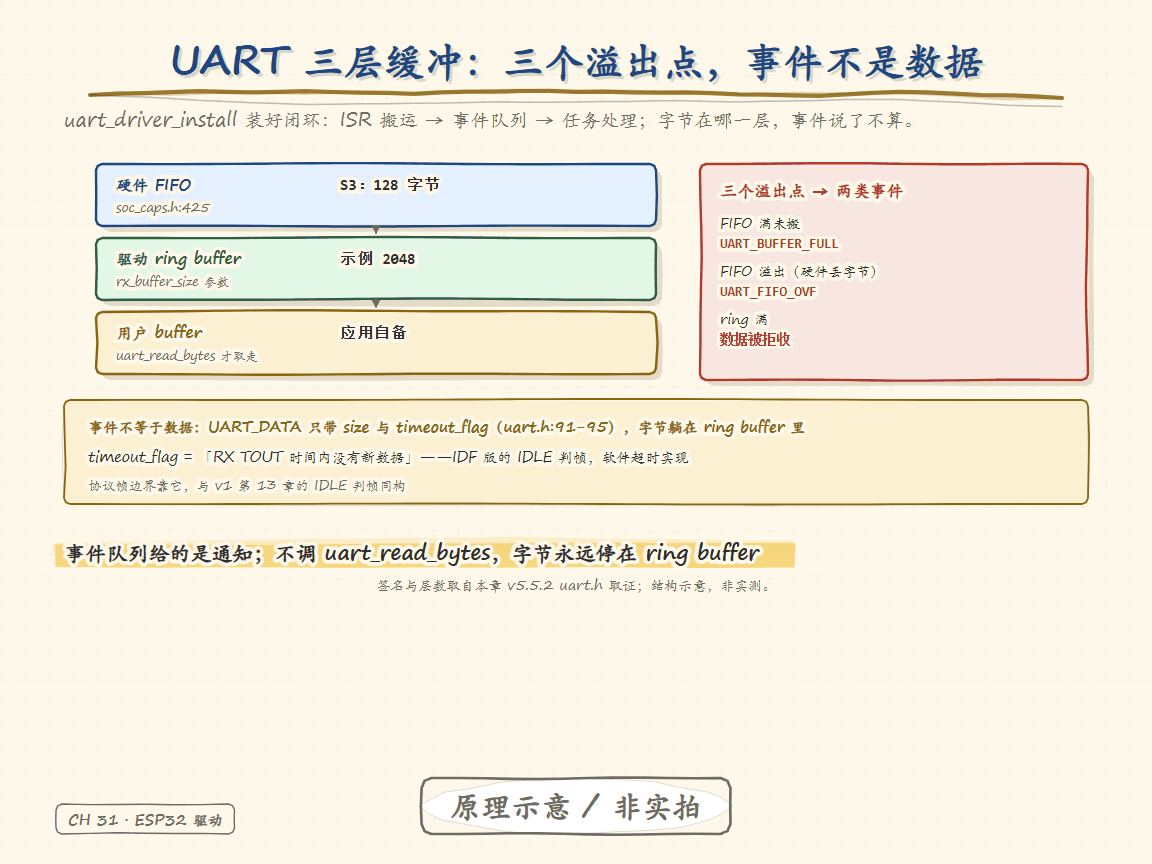 UART 三层缓冲：三个溢出点，事件不是数据
uart_driver_install 装好闭环：ISR 搬运 → 事件队列 → 任务处理；字节在哪一层，事件说了不算。
硬件 FIFO
S3：128 字节
soc_caps.h:425
驱动 ring buffer
示例 2048
rx_buffer_size 参数
用户 buffer
应用自备
uart_read_bytes 才取走
三个溢出点 → 两类事件
FIFO 满未搬
UART_BUFFER_FULL
FIFO 溢出（硬件丢字节）
UART_FIFO_OVF
ring 满
数据被拒收
事件不等于数据：UART_DATA 只带 size 与 timeout_flag（uart.h:91-95），字节躺在 ring buffer 里
timeout_flag = 「RX TOUT 时间内没有新数据」——IDF 版的 IDLE 判帧，软件超时实现
协议帧边界靠它，与 v1 第 13 章的 IDLE 判帧同构
事件队列给的是通知；不调 uart_read_bytes，字节永远停在 ring buffer
签名与层数取自本章 v5.5.2 uart.h 取证；结构示意，非实测。
原理示意 / 非实拍
CH 31 · ESP32 驱动